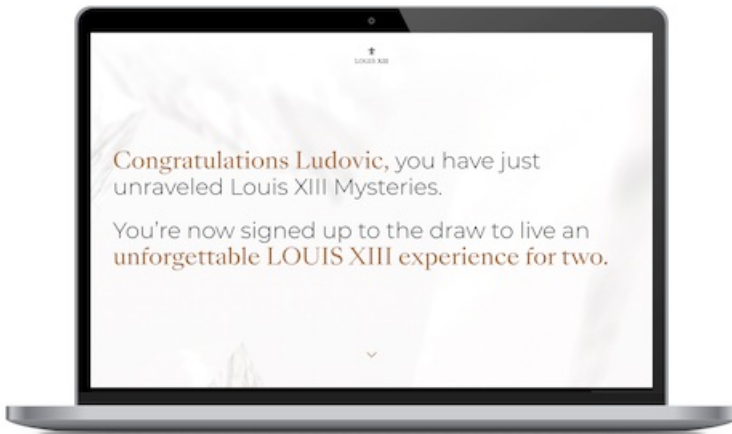 LOUIS XIII
Congratulations Ludovic, you have just
unraveled Louis XIII Mysteries.
You're now signed up to the draw to live an
unforgettable LOUIS XIII experience for two.